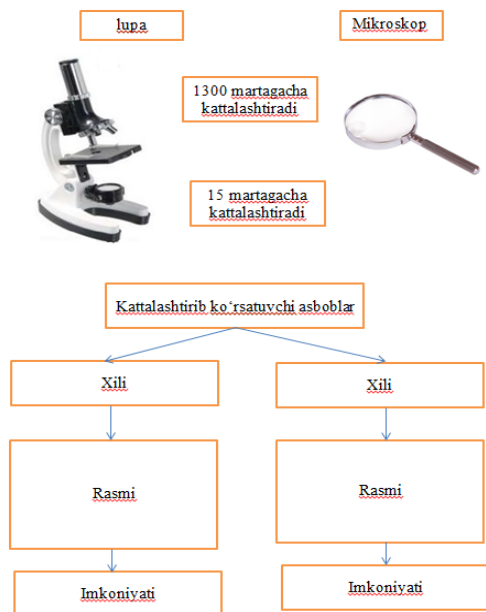 lupa
Mikroskop
1300 martagacha
kattalashtiradi
15 martagacha
kattalashtiradi
Kattalashtirib ko‘rsatuvchi asboblar
Xili
Xili
Rasmi
Rasmi
Imkoniyati
Imkoniyati